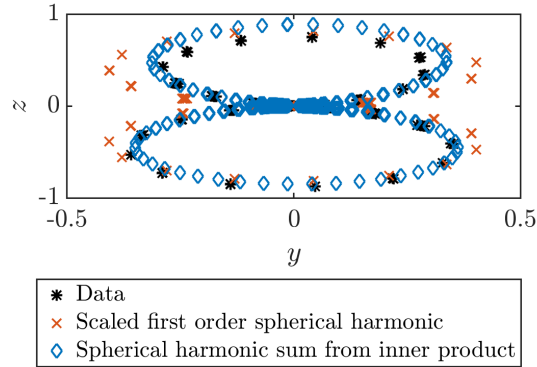 1
z
0
-1
-0.5
0
0.5
y
Data
Scaled first order spherical harmonic
Spherical harmonic sum from inner product